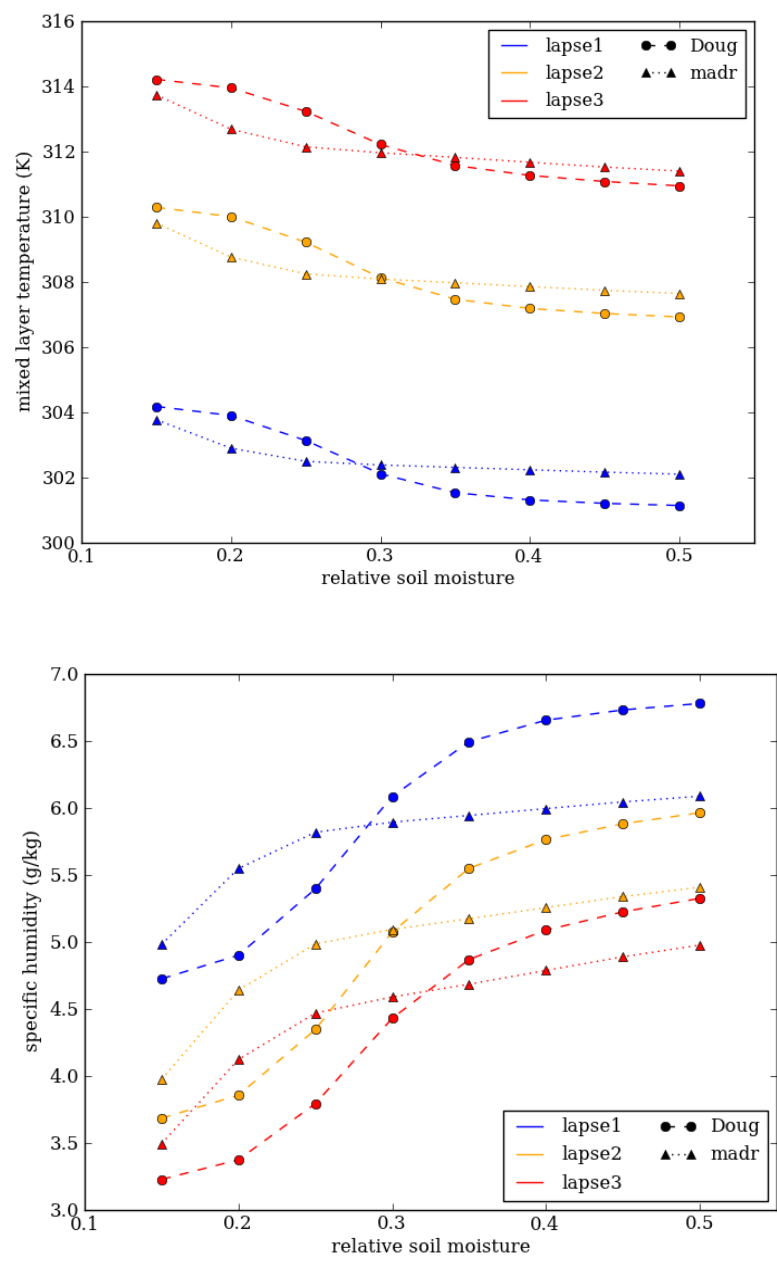 316
314
312
310
308
306
304
302
300
mixed layer temperature (K)
lapse1 Doug
lapse2 madr
lapse3
0.1 0.2 0.3 0.4 0.5
relative soil moisture
7.0
6.5
6.0
5.5
5.0
4.5
4.0
3.5
3.0
specific humidity (g/kg)
lapse1 Doug
lapse2 madr
lapse3
0.1 0.2 0.3 0.4 0.5
relative soil moisture